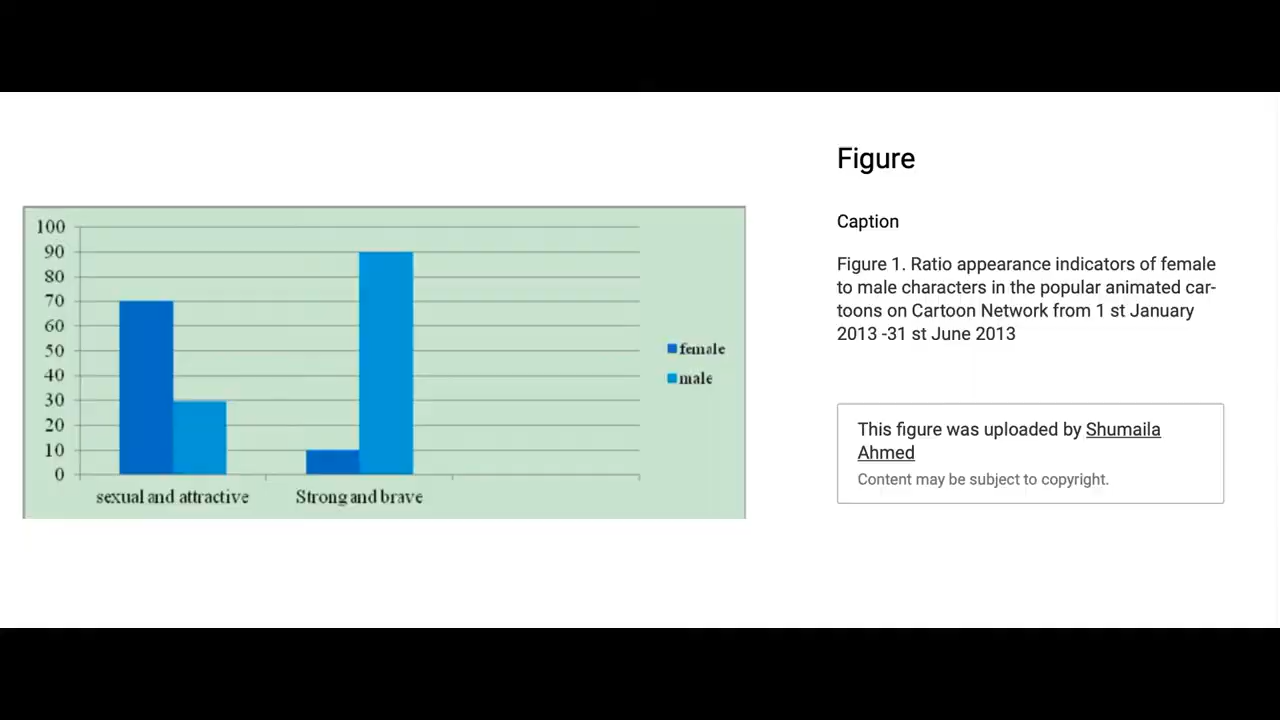 100
90
80
70
60
50
40
30
20
10
0
sexual and attractive
Strong and brave
female
male
Figure
Caption
Figure 1. Ratio appearance indicators of female
to male characters in the popular animated car-
toons on Cartoon Network from 1 st January
2013 -31 st June 2013
This figure was uploaded by Shumaila
Ahmed
Content may be subject to copyright.